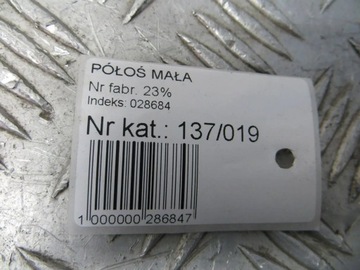 PÓŁOŚ MAŁA
Nr fabr. 23%
Indeks: 028684
Nr kat.: 137/019
1 000000 286847